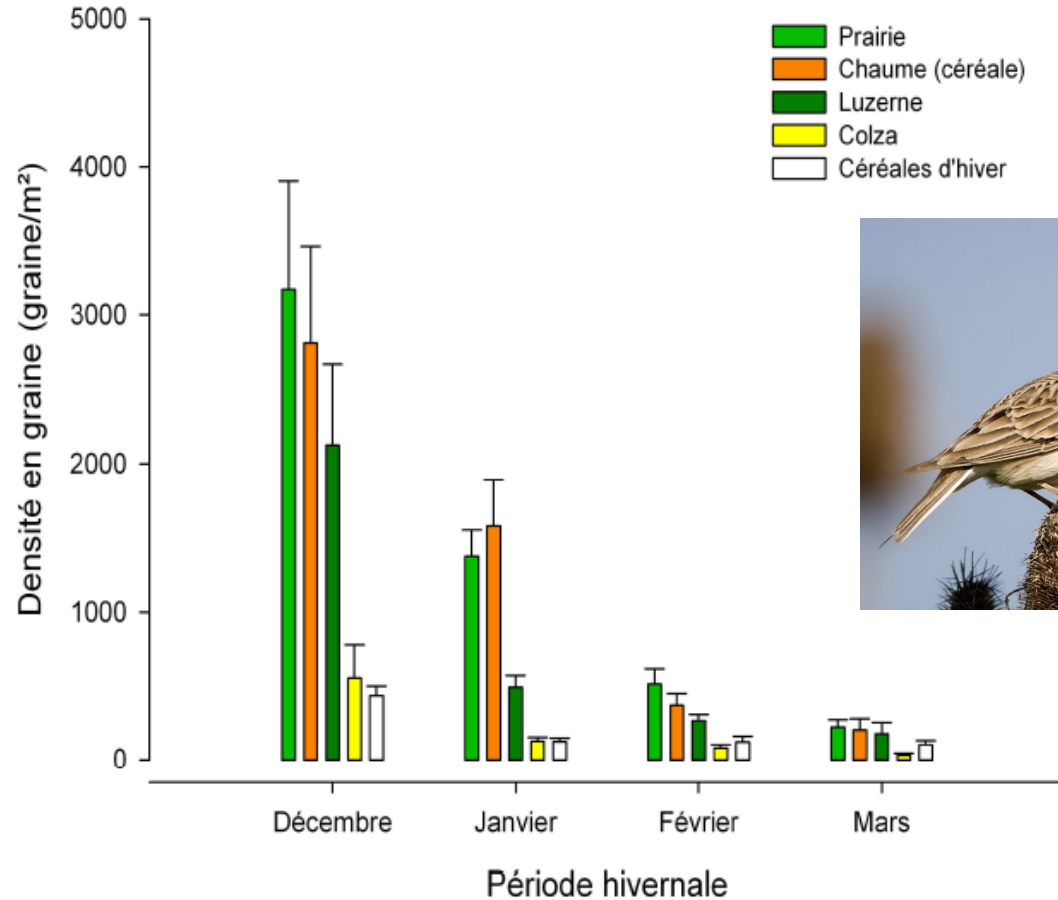 5000
4000
3000
2000
1000
0
Densité en graine (graine/m²)
Prairie
Chaume (céréale)
Luzerne
Colza
Céréales d'hiver
Décembre Janvier Février Mars
Période hivernale